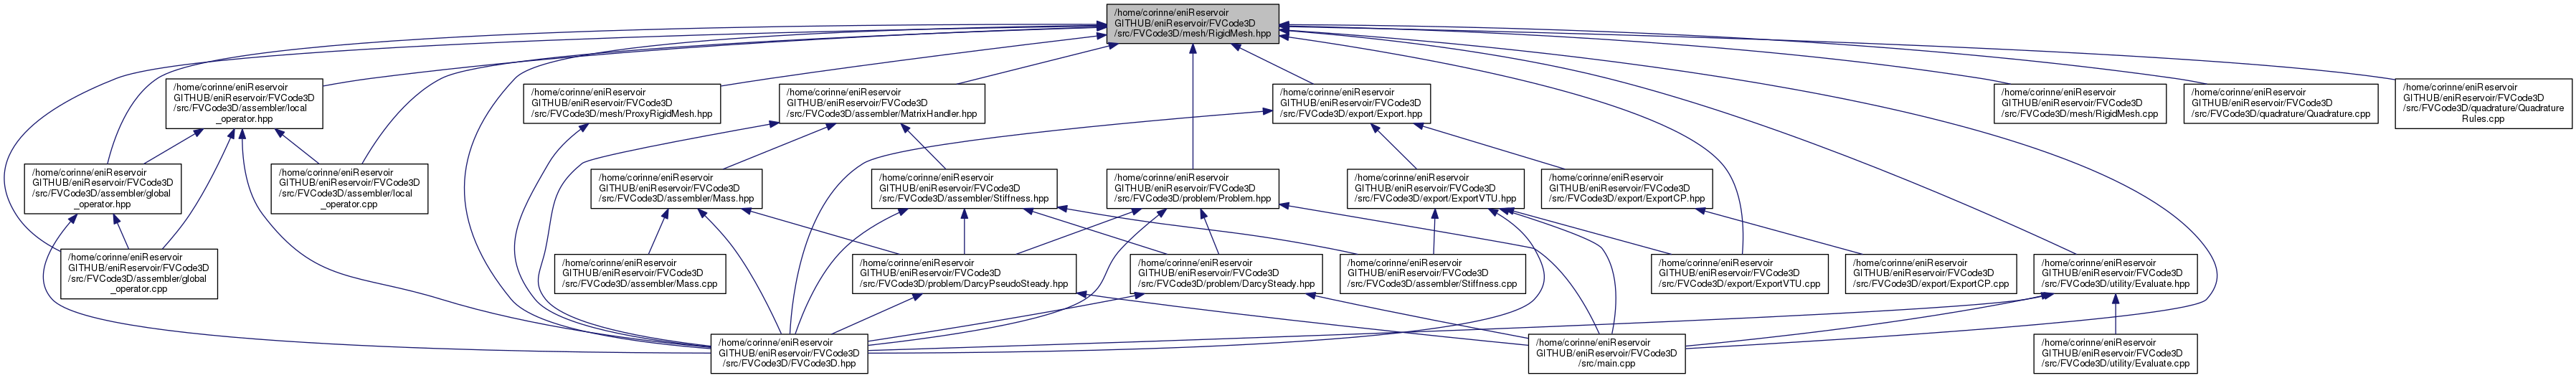 /home/corinne/eniReservoir
GITHUB/eniReservoir/FVCode3D
/src/FVCode3D/mesh/RigidMesh.hpp
/home/corinne/eniReservoir
GITHUB/eniReservoir/FVCode3D
/src/FVCode3D/assembler/local
_operator.hpp
/home/corinne/eniReservoir
GITHUB/eniReservoir/FVCode3D
/src/FVCode3D/mesh/ProxyRigidMesh.hpp
/home/corinne/eniReservoir
GITHUB/eniReservoir/FVCode3D
/src/FVCode3D/assembler/MatrixHandler.hpp
/home/corinne/eniReservoir
GITHUB/eniReservoir/FVCode3D
/src/FVCode3D/export/Export.hpp
/home/corinne/eniReservoir
GITHUB/eniReservoir/FVCode3D
/src/FVCode3D/mesh/RigidMesh.cpp
/home/corinne/eniReservoir
GITHUB/eniReservoir/FVCode3D
/src/FVCode3D/quadrature/Quadrature.cpp
/home/corinne/eniReservoir
GITHUB/eniReservoir/FVCode3D
/src/FVCode3D/quadrature/Quadrature
Rules.cpp
/home/corinne/eniReservoir
GITHUB/eniReservoir/FVCode3D
/src/FVCode3D/assembler/global
_operator.hpp
/home/corinne/eniReservoir
GITHUB/eniReservoir/FVCode3D
/src/FVCode3D/assembler/local
_operator.cpp
/home/corinne/eniReservoir
GITHUB/eniReservoir/FVCode3D
/src/FVCode3D/assembler/Mass.hpp
/home/corinne/eniReservoir
GITHUB/eniReservoir/FVCode3D
/src/FVCode3D/assembler/Stiffness.hpp
/home/corinne/eniReservoir
GITHUB/eniReservoir/FVCode3D
/src/FVCode3D/problem/Problem.hpp
/home/corinne/eniReservoir
GITHUB/eniReservoir/FVCode3D
/src/FVCode3D/export/ExportVTU.hpp
/home/corinne/eniReservoir
GITHUB/eniReservoir/FVCode3D
/src/FVCode3D/export/ExportCP.hpp
/home/corinne/eniReservoir
GITHUB/eniReservoir/FVCode3D
/src/FVCode3D/assembler/global
_operator.cpp
/home/corinne/eniReservoir
GITHUB/eniReservoir/FVCode3D
/src/FVCode3D/assembler/Mass.cpp
/home/corinne/eniReservoir
GITHUB/eniReservoir/FVCode3D
/src/FVCode3D/problem/DarcyPseudoSteady.hpp
/home/corinne/eniReservoir
GITHUB/eniReservoir/FVCode3D
/src/FVCode3D/problem/DarcySteady.hpp
/home/corinne/eniReservoir
GITHUB/eniReservoir/FVCode3D
/src/FVCode3D/assembler/Stiffness.cpp
/home/corinne/eniReservoir
GITHUB/eniReservoir/FVCode3D
/src/FVCode3D/export/ExportVTU.cpp
/home/corinne/eniReservoir
GITHUB/eniReservoir/FVCode3D
/src/FVCode3D/export/ExportCP.cpp
/home/corinne/eniReservoir
GITHUB/eniReservoir/FVCode3D
/src/FVCode3D/utility/Evaluate.hpp
/home/corinne/eniReservoir
GITHUB/eniReservoir/FVCode3D
/src/FVCode3D/FVCode3D.hpp
/home/corinne/eniReservoir
GITHUB/eniReservoir/FVCode3D
/src/main.cpp
/home/corinne/eniReservoir
GITHUB/eniReservoir/FVCode3D
/src/FVCode3D/utility/Evaluate.cpp